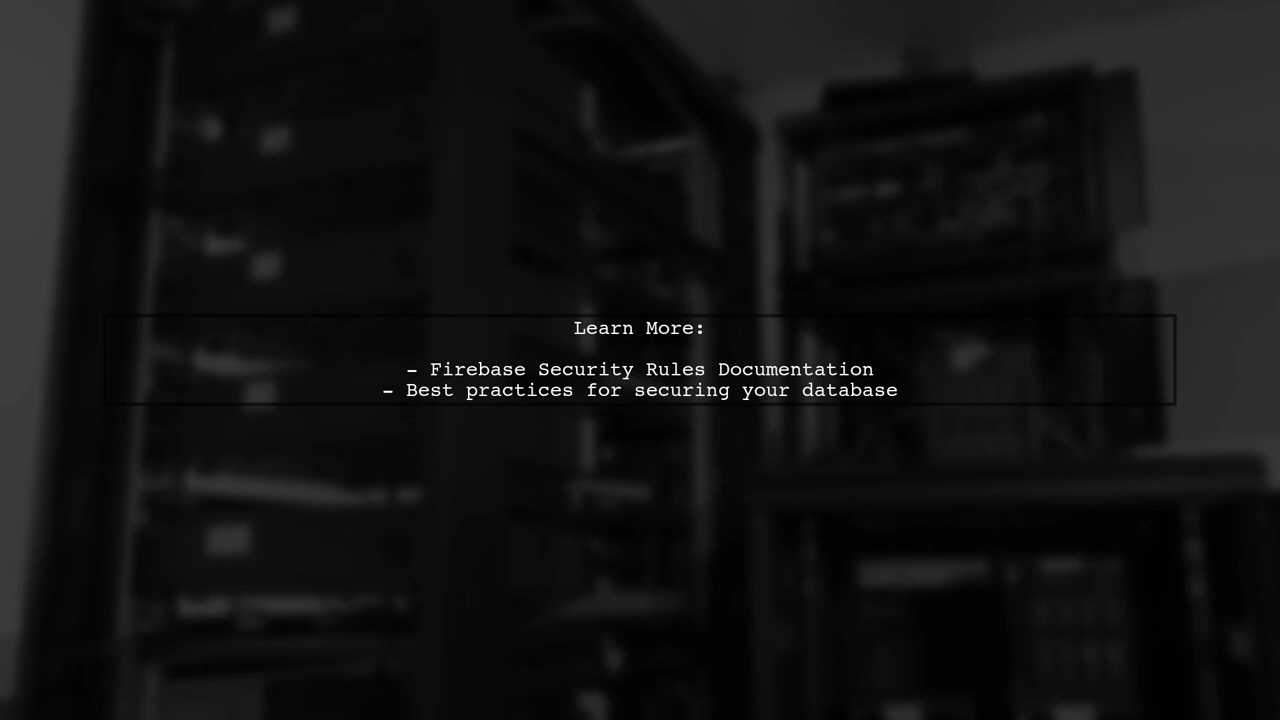 Learn More:
- Firebase Security Rules Documentation
- Best practices for securing your database